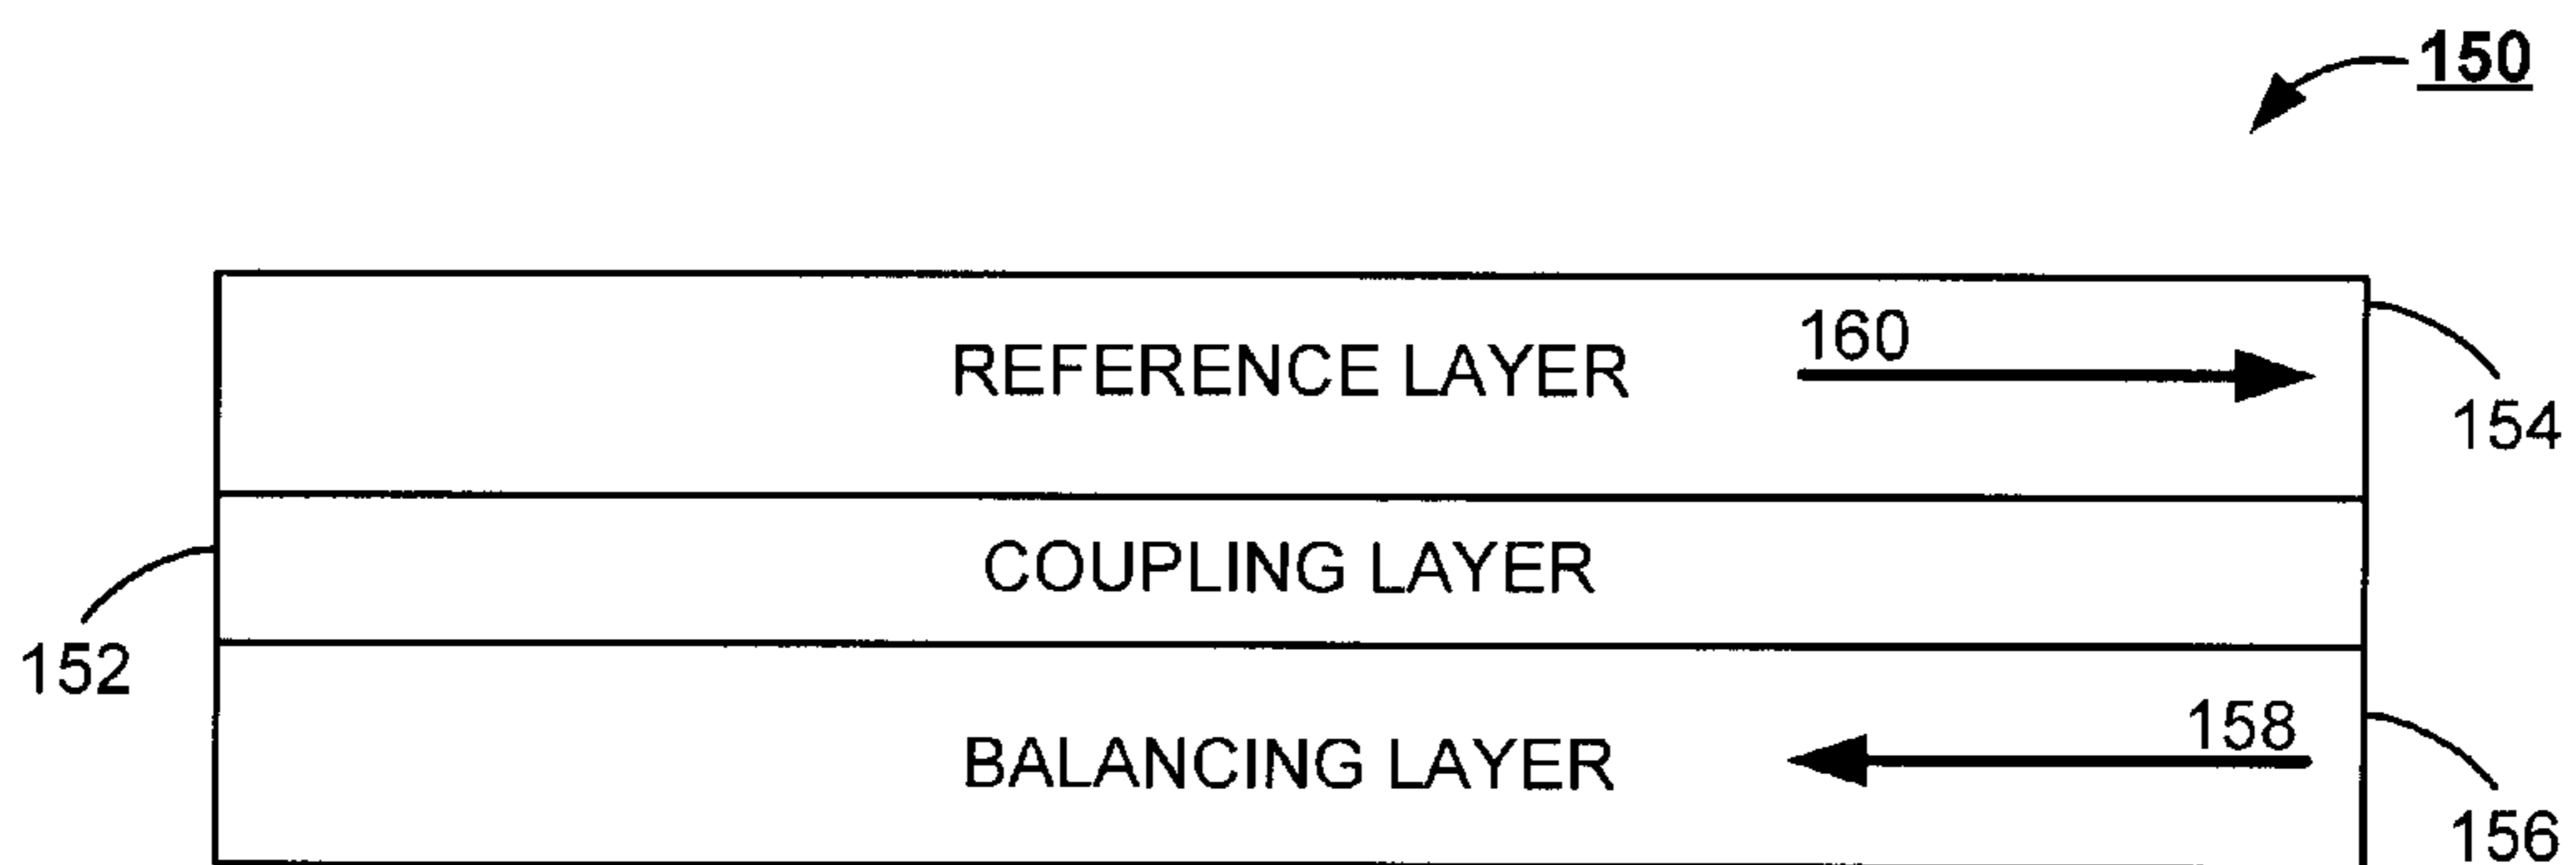 150
160
REFERENCE LAYER
154
COUPLING LAYER
152
158
BALANCING LAYER
156